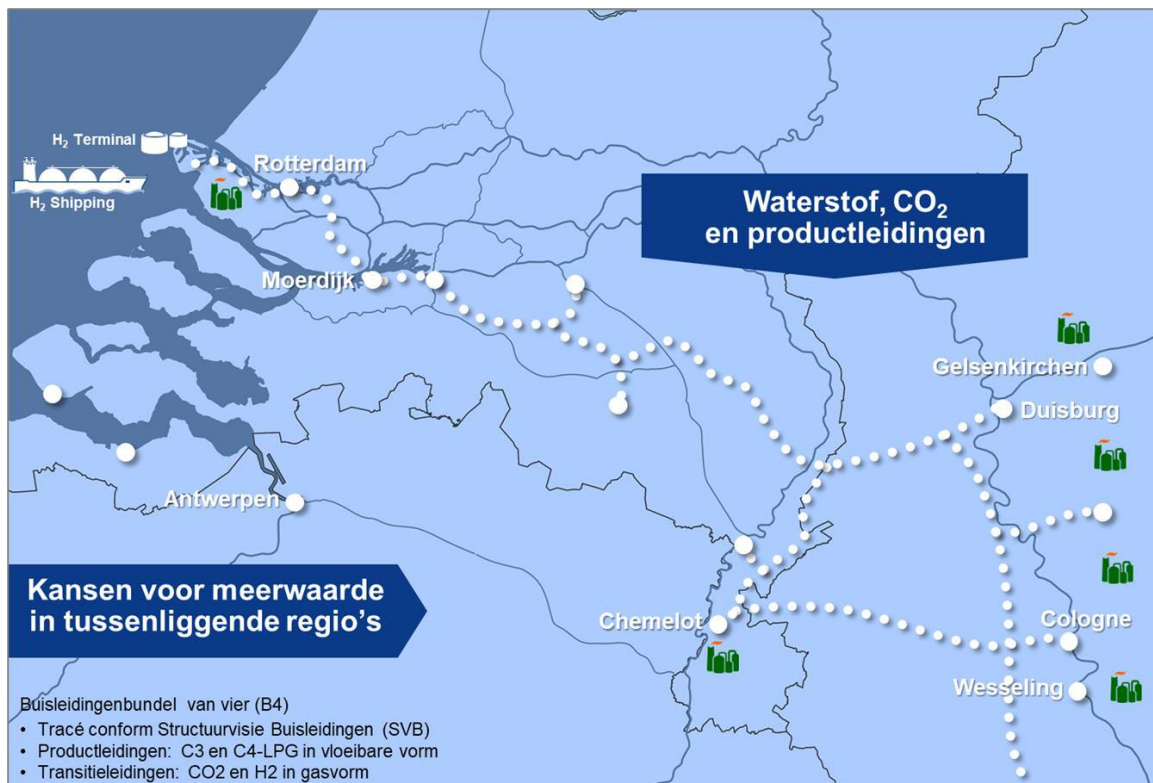 H₂ Terminal
H₂ Shipping
Rotterdam
Waterstof, CO₂
en productleidingen
Moerdijk
Gelsenkirchen
Duisburg
Antwerpen
Kansen voor meerwaarde
in tussenliggende regio's
Chemelot
Cologne
Wesseling
Buisleidingenbundel van vier (B4)
• Tracé conform Structuurvisie Buisleidingen (SVB)
• Productleidingen: C3 en C4-LPG in vloeibare vorm
• Transitieleidingen: CO2 en H2 in gasvorm